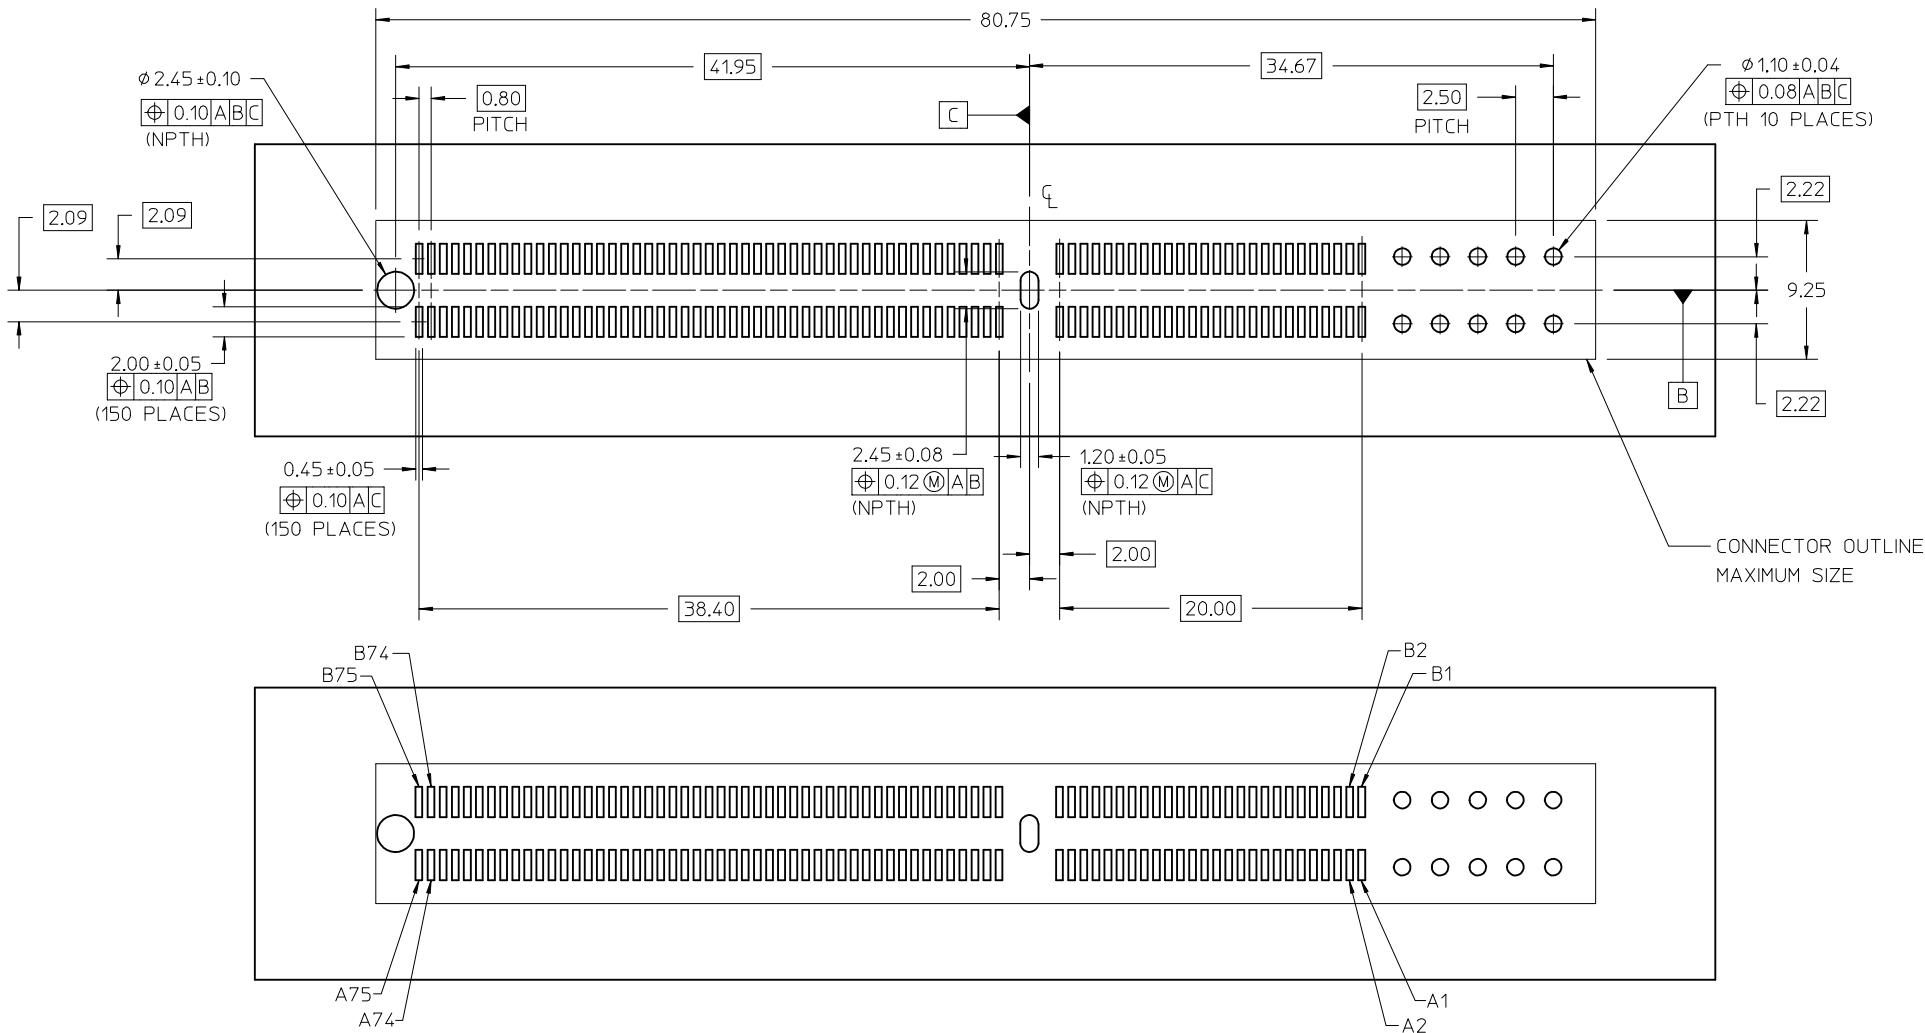 80.75
41.95
34.67
⌀2.45±0.10
⌖ 0.10 A B C
(NPTH)
0.80
PITCH
C
2.50
PITCH
⌀1.10±0.04
⌖ 0.08 A B C
(PTH 10 PLACES)
℄
2.09
2.09
2.22
9.25
2.22
B
2.00±0.05
⌖ 0.10 A B
(150 PLACES)
0.45±0.05
⌖ 0.10 A C
(150 PLACES)
2.45±0.08
⌖ 0.12 Ⓜ A B
(NPTH)
1.20±0.05
⌖ 0.12 Ⓜ A C
(NPTH)
2.00
2.00
38.40
20.00
CONNECTOR OUTLINE
MAXIMUM SIZE
B74
B75
B2
B1
A75
A74
A1
A2